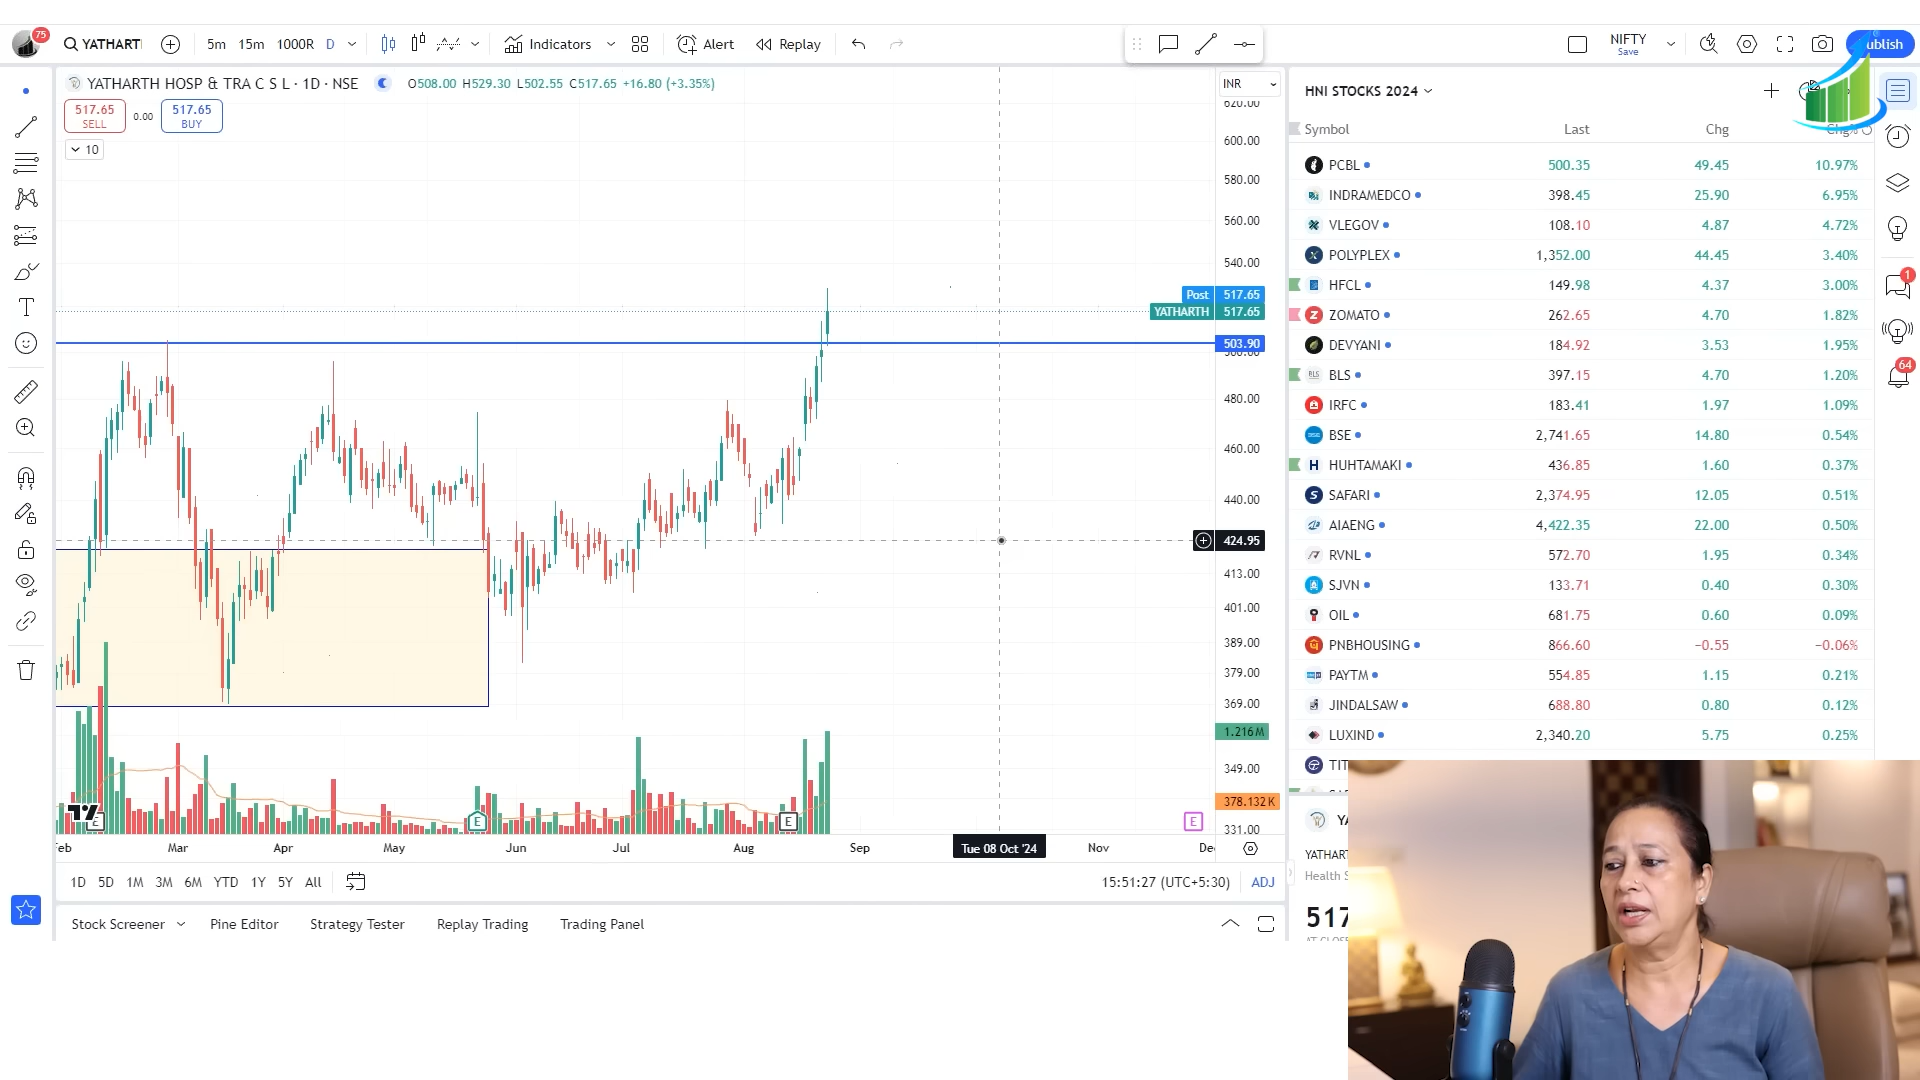 75
YATHART
5m 15m 1000R D
Indicators
Alert
Replay
NIFTY
Save
YATHARTH HOSP & TRA C S L · 1D · NSE
O508.00 H529.30 L502.55 C517.65 +16.80 (+3.35%)
517.65
SELL
0.00
517.65
BUY
10
INR
620.00
600.00
580.00
560.00
540.00
Post 517.65
YATHARTH 517.65
503.90
500.00
480.00
460.00
440.00
424.95
413.00
401.00
389.00
379.00
369.00
1.216M
349.00
378.132K
331.00
E
E
E
E
Feb Mar Apr May Jun Jul Aug Sep Tue 08 Oct '24 Nov Dec
1D 5D 1M 3M 6M YTD 1Y 5Y All
15:51:27 (UTC+5:30) ADJ
Stock Screener Pine Editor Strategy Tester Replay Trading Trading Panel
HNI STOCKS 2024
Symbol Last Chg Chg%
PCBL 500.35 49.45 10.97%
INDRAMEDCO 398.45 25.90 6.95%
VLEGOV 108.10 4.87 4.72%
POLYPLEX 1,352.00 44.45 3.40%
HFCL 149.98 4.37 3.00%
ZOMATO 262.65 4.70 1.82%
DEVYANI 184.92 3.53 1.95%
BLS 397.15 4.70 1.20%
IRFC 183.41 1.97 1.09%
BSE 2,741.65 14.80 0.54%
HUHTAMAKI 436.85 1.60 0.37%
SAFARI 2,374.95 12.05 0.51%
AIAENG 4,422.35 22.00 0.50%
RVNL 572.70 1.95 0.34%
SJVN 133.71 0.40 0.30%
OIL 681.75 0.60 0.09%
PNBHOUSING 866.60 −0.55 −0.06%
PAYTM 554.85 1.15 0.21%
JINDALSAW 688.80 0.80 0.12%
LUXIND 2,340.20 5.75 0.25%
TIT
YATHART
Health S
517
1
64